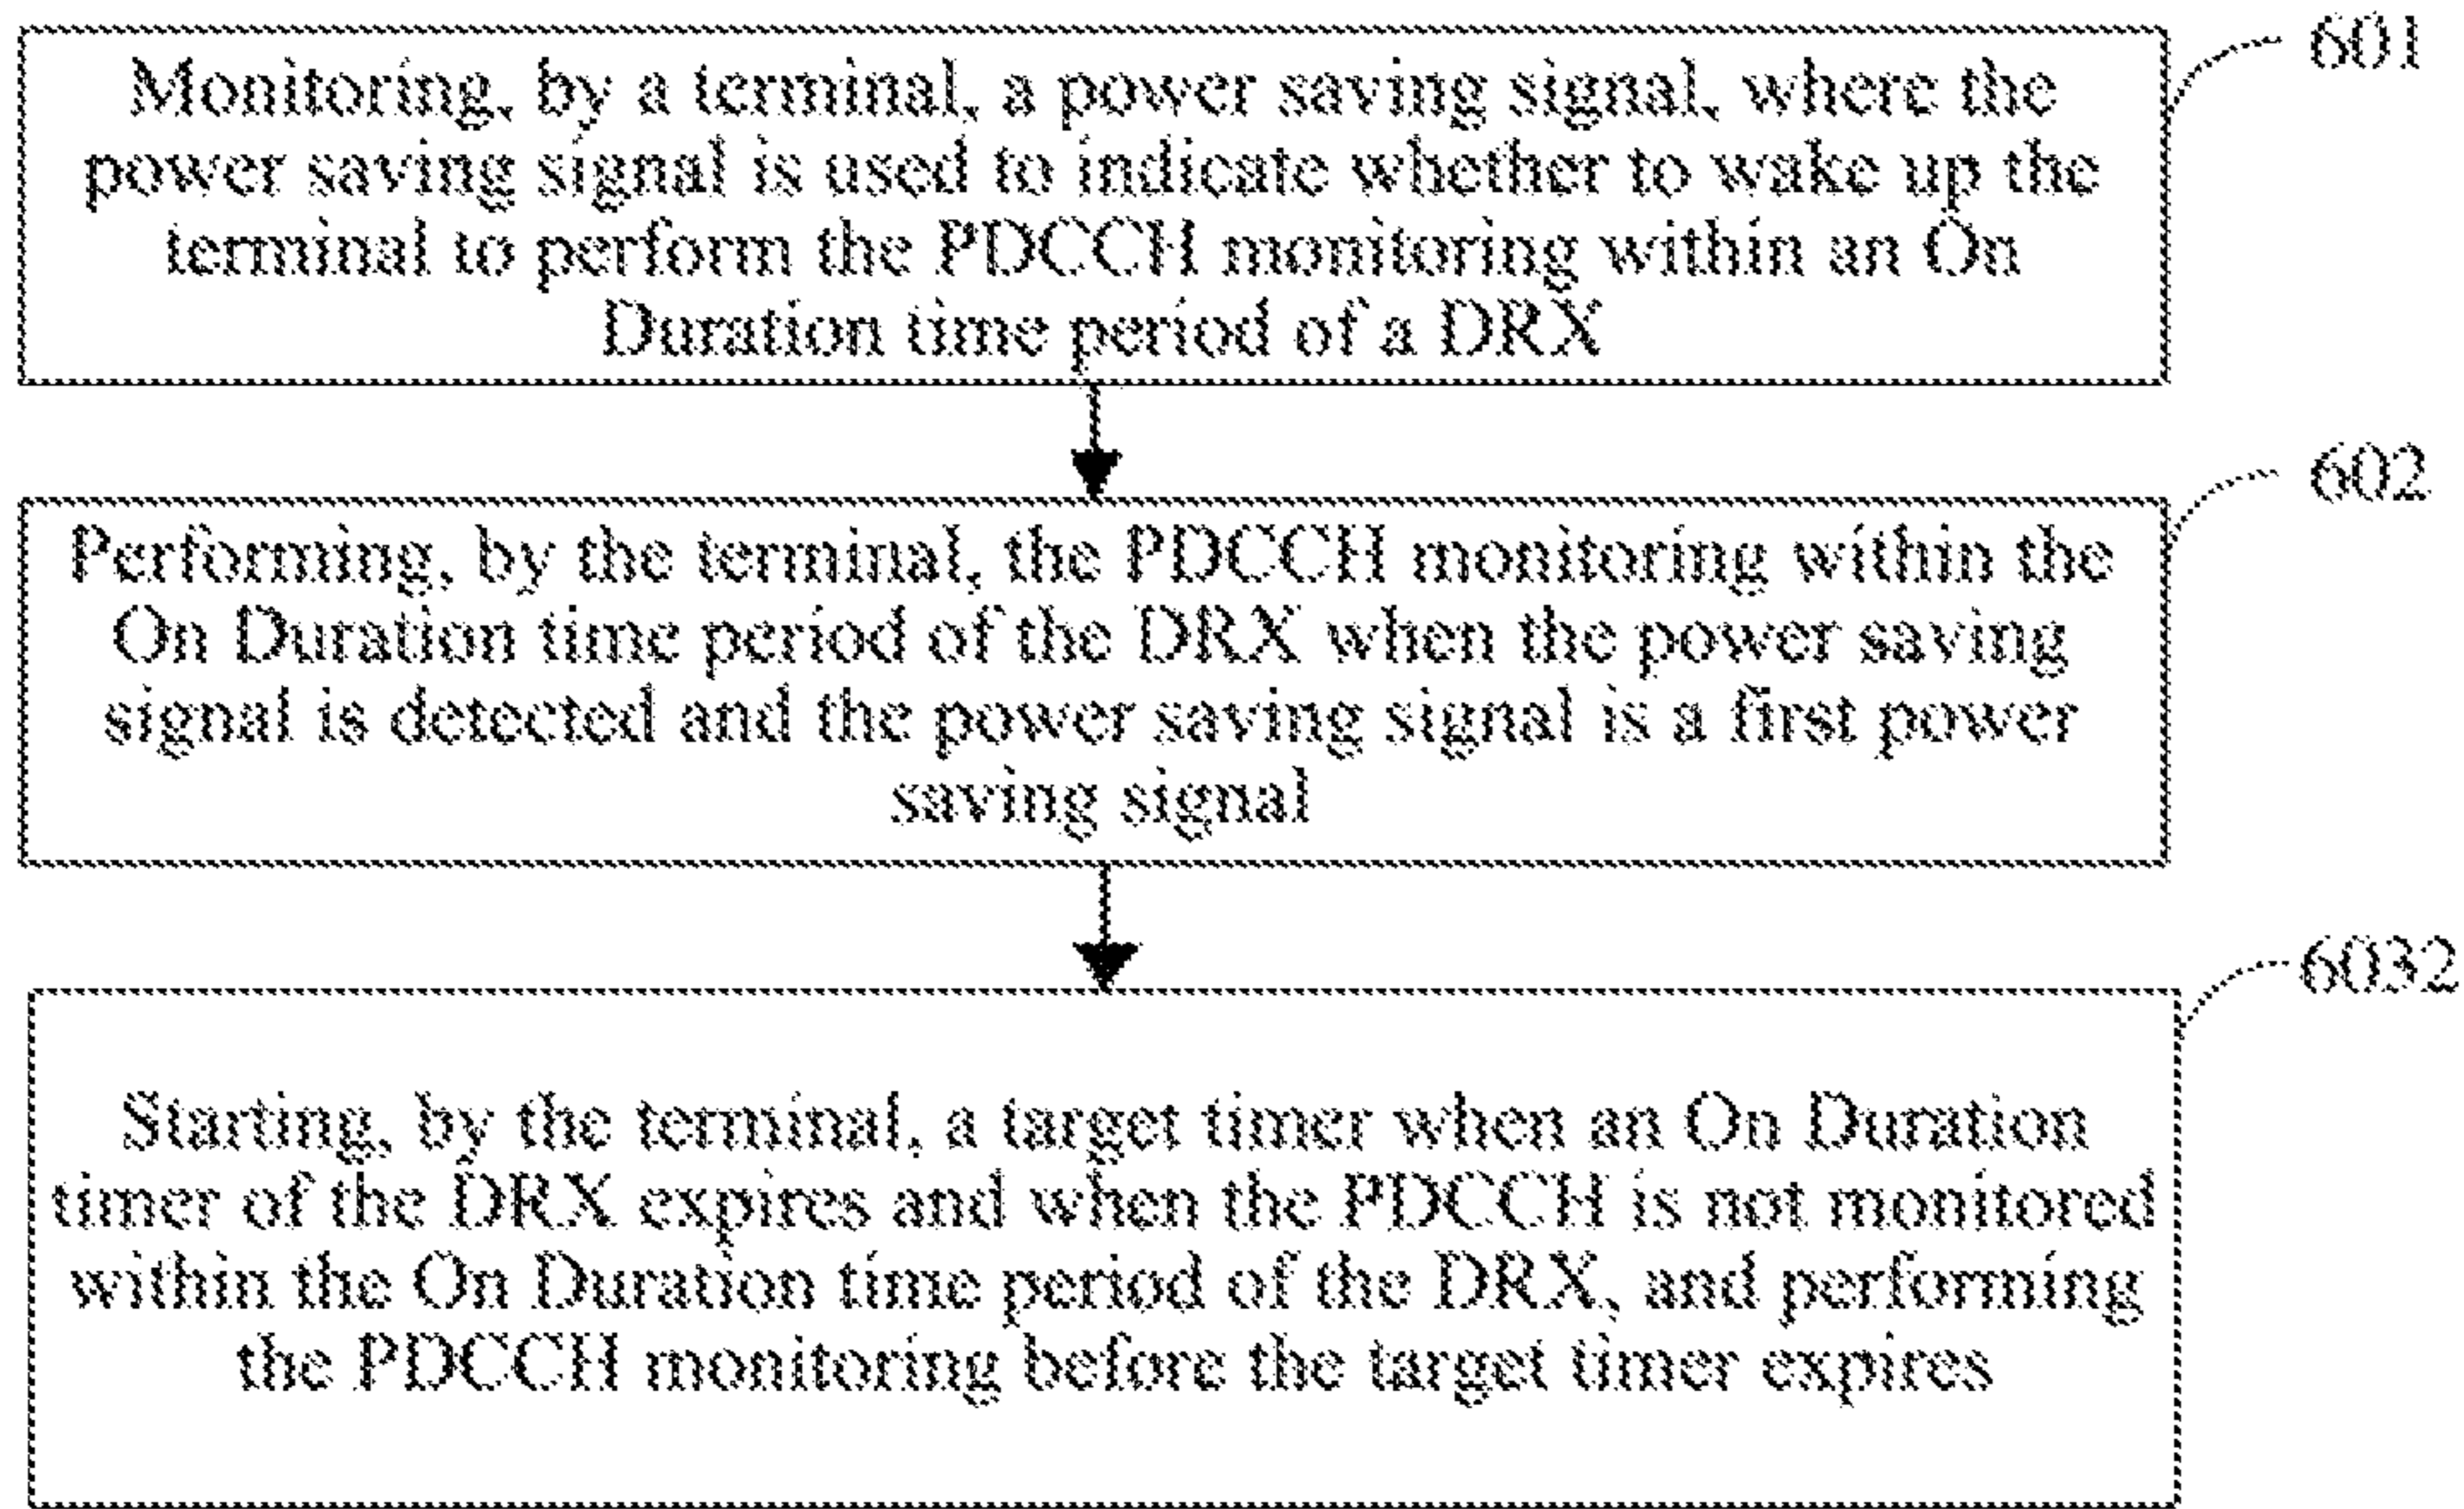 601
Monitoring, by a terminal, a power saving signal, where the
power saving signal is used to indicate whether to wake up the
terminal to perform the PDCCH monitoring within an On
Duration time period of a DRX
602
Performing, by the terminal, the PDCCH monitoring within the
On Duration time period of the DRX when the power saving
signal is detected and the power saving signal is a first power
saving signal
6032
Starting, by the terminal, a target timer when an On Duration
timer of the DRX expires and when the PDCCH is not monitored
within the On Duration time period of the DRX, and performing
the PDCCH monitoring before the target timer expires